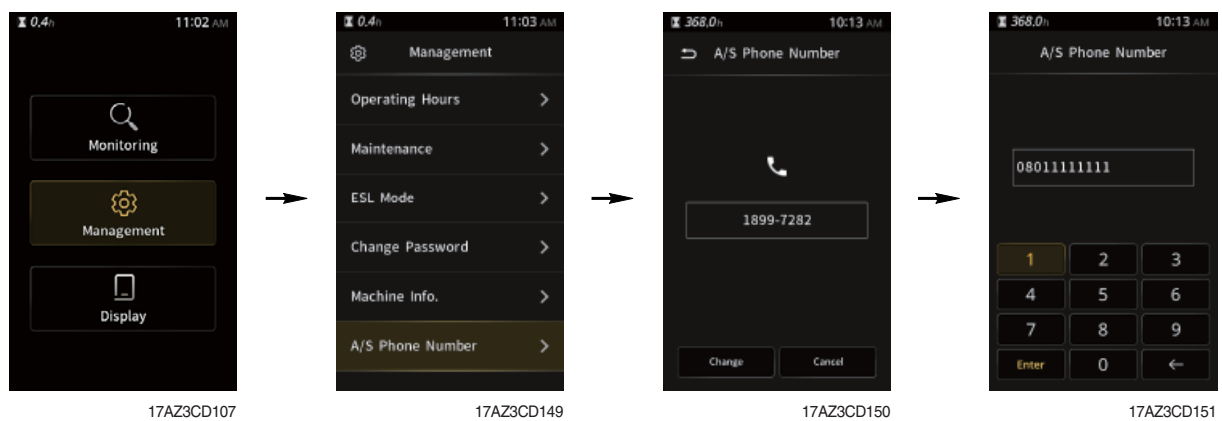 0.4h 11:02 AM
Monitoring
Management
Display
17AZ3CD107
0.4h 11:03 AM
Management
Operating Hours
Maintenance
ESL Mode
Change Password
Machine Info.
A/S Phone Number
17AZ3CD149
368.0h 10:13 AM
A/S Phone Number
1899-7282
Change Cancel
17AZ3CD150
368.0h 10:13 AM
A/S Phone Number
08011111111
1 2 3
4 5 6
7 8 9
Enter 0 ←
17AZ3CD151